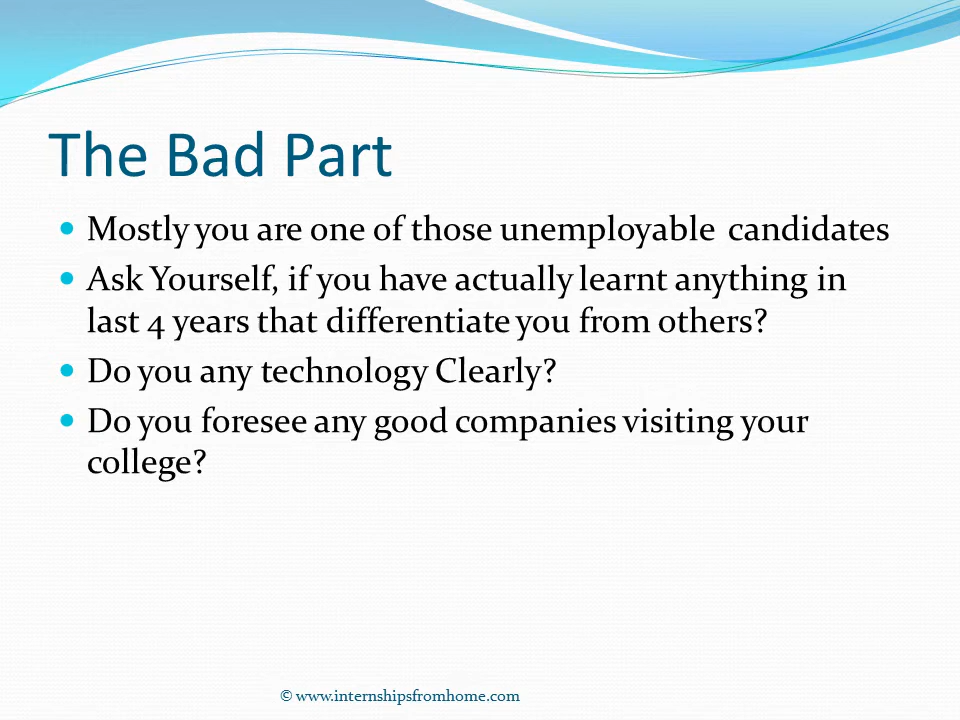 The Bad Part
Mostly you are one of those unemployable  candidates
Ask Yourself, if you have actually learnt anything in
last 4 years that differentiate you from others?
Do you any technology Clearly?
Do you foresee any good companies visiting your
college?
© www.internshipsfromhome.com